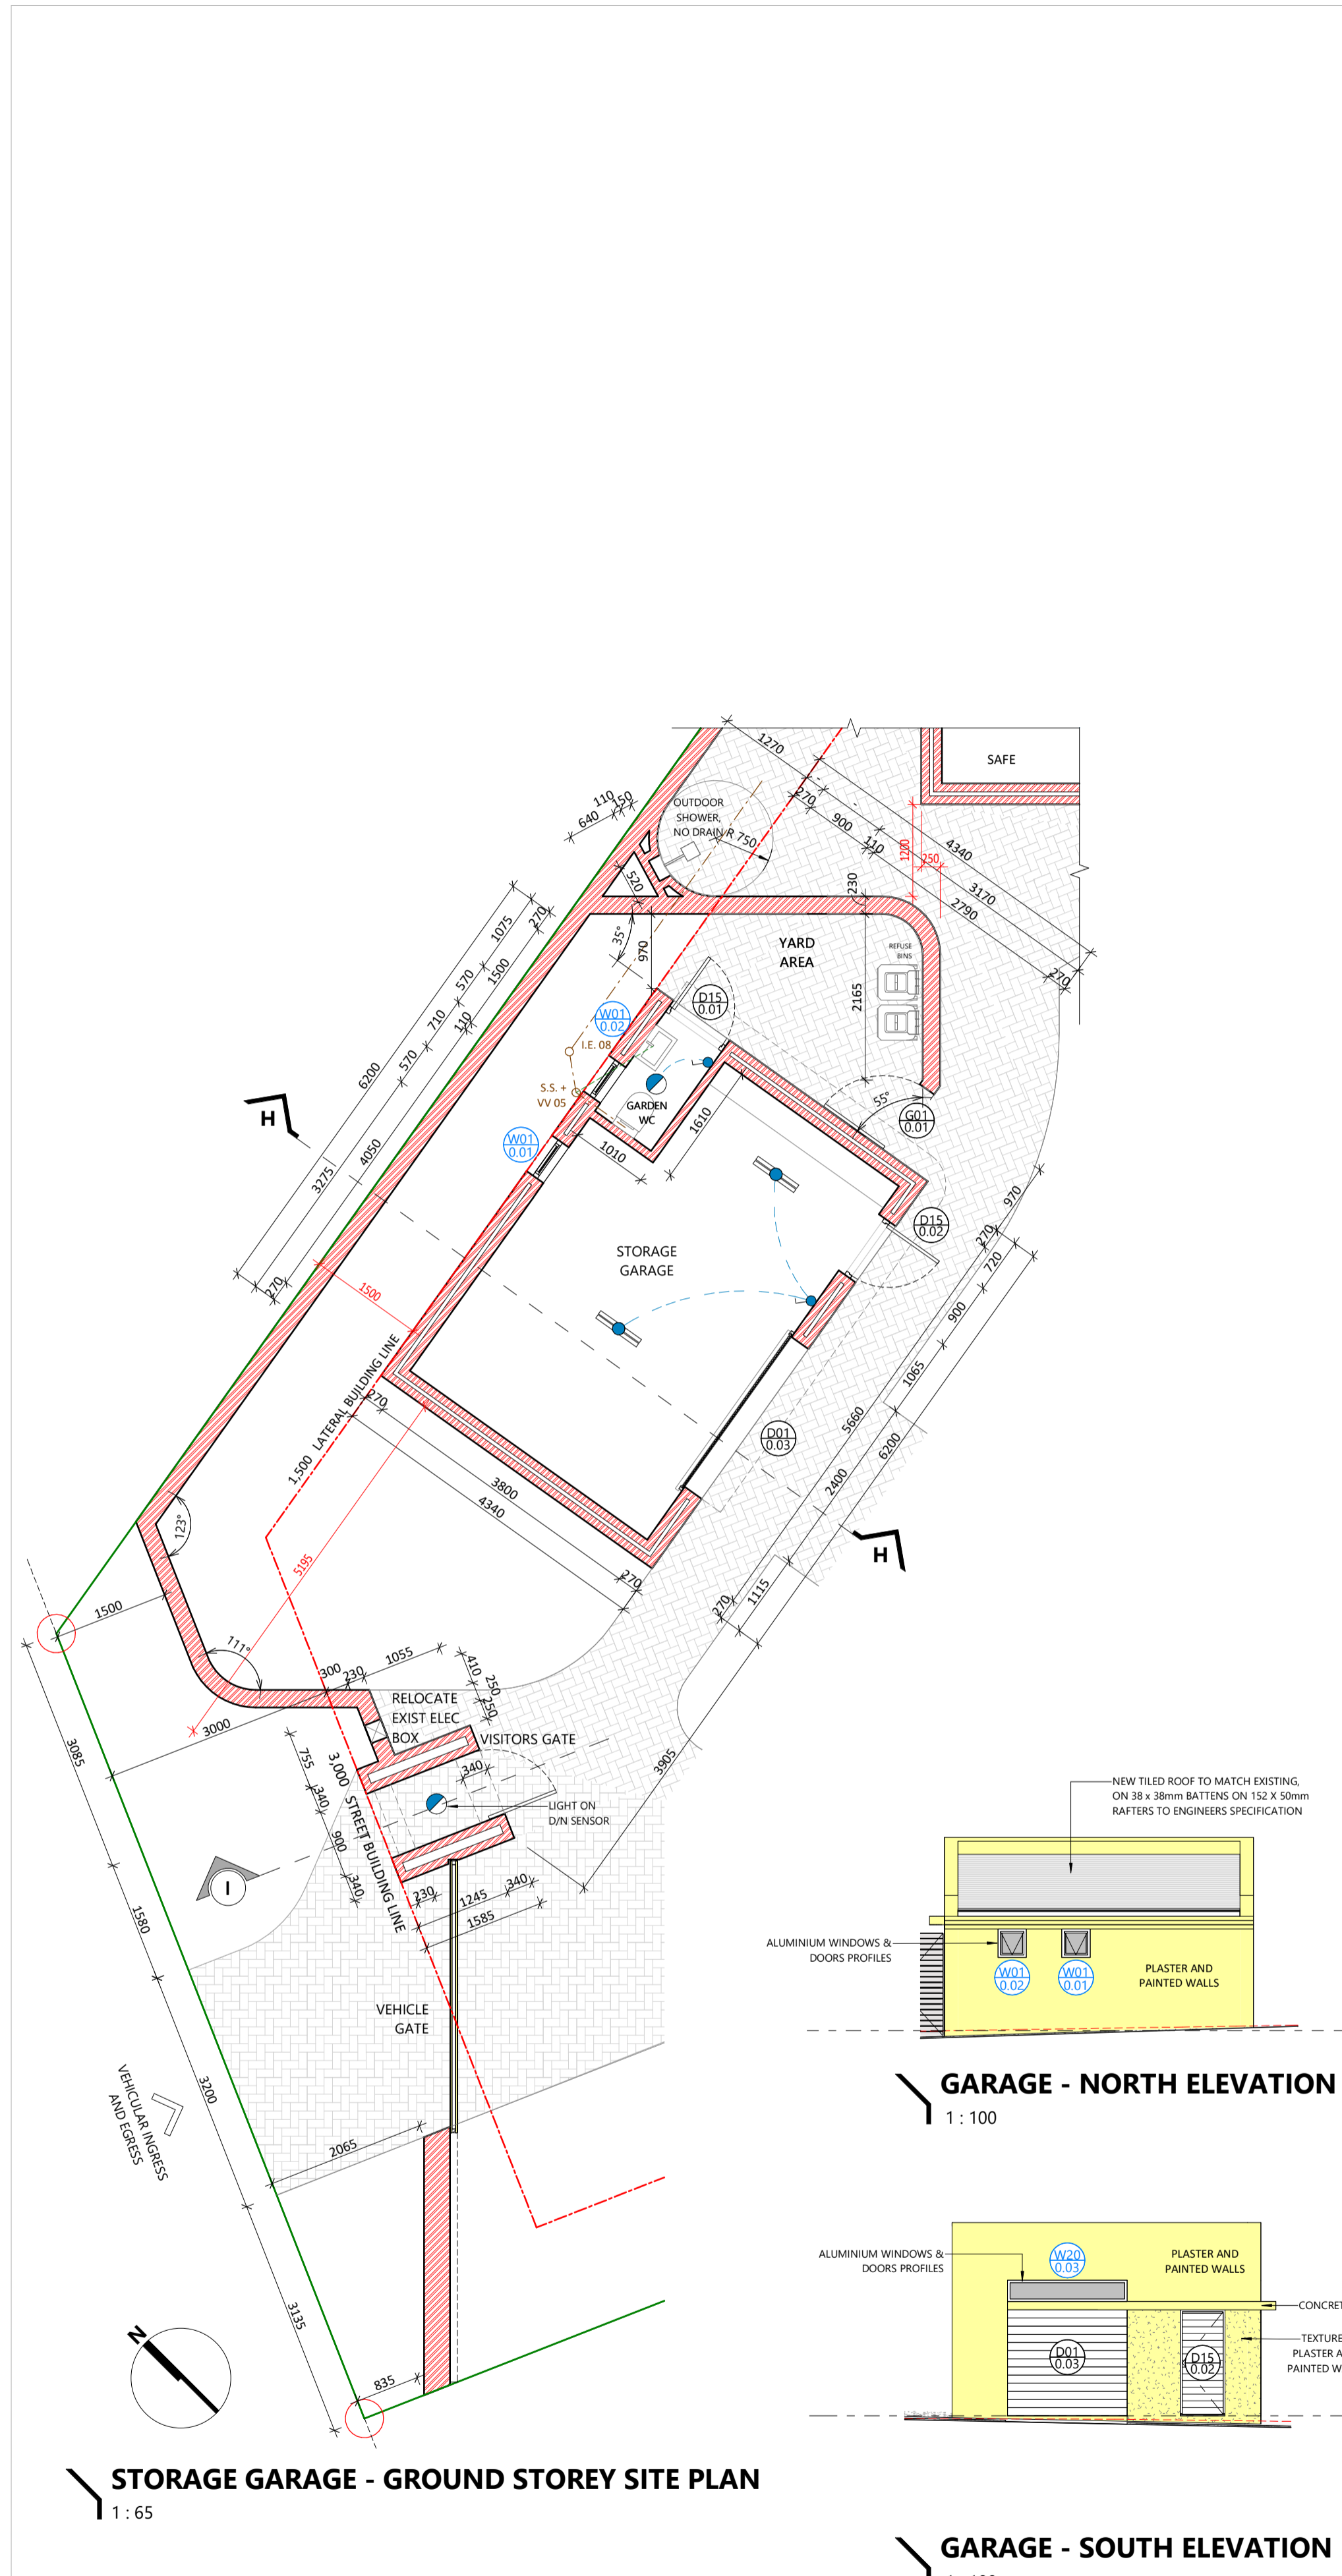 SAFE
1270
270
900
110
4340
3170
2790
270
1200
250
230
110
150
640
OUTDOOR
SHOWER,
NO DRAIN
R 750
520
35°
970
YARD
AREA
REFUSE
BINS
2165
270
1075
570
1500
710
110
570
6200
4050
3275
270
D15
0.01
W01
0.02
I.E. 08
S.S. +
VV 05
GARDEN
WC
W01
0.01
1010
1610
55°
G01
0.01
H
D15
0.02
STORAGE
GARAGE
1500
970
270
720
900
1065
5660
6200
2400
D01
0.03
1,500 LATERAL BUILDING LINE
270
3800
4340
270
H
270
1115
123°
5195
1500
111°
300
230
1055
410
250
250
RELOCATE
EXIST ELEC
BOX
VISITORS GATE
3000
3085
755
340
900
340
3,000 STREET BUILDING LINE
340
3905
LIGHT ON
D/N SENSOR
I
230
1245
340
1585
1580
VEHICLE
GATE
VEHICULAR INGRESS
AND EGRESS
3200
2065
3135
835
N
STORAGE GARAGE - GROUND STOREY SITE PLAN
1 : 65
NEW TILED ROOF TO MATCH EXISTING,
ON 38 x 38mm BATTENS ON 152 X 50mm
RAFTERS TO ENGINEERS SPECIFICATION
ALUMINIUM WINDOWS &
DOORS PROFILES
W01
0.02
W01
0.01
PLASTER AND
PAINTED WALLS
GARAGE - NORTH ELEVATION
1 : 100
ALUMINIUM WINDOWS &
DOORS PROFILES
W20
0.03
PLASTER AND
PAINTED WALLS
CONCRET
TEXTURE
PLASTER A
PAINTED W
D01
0.03
D15
0.02
GARAGE - SOUTH ELEVATION